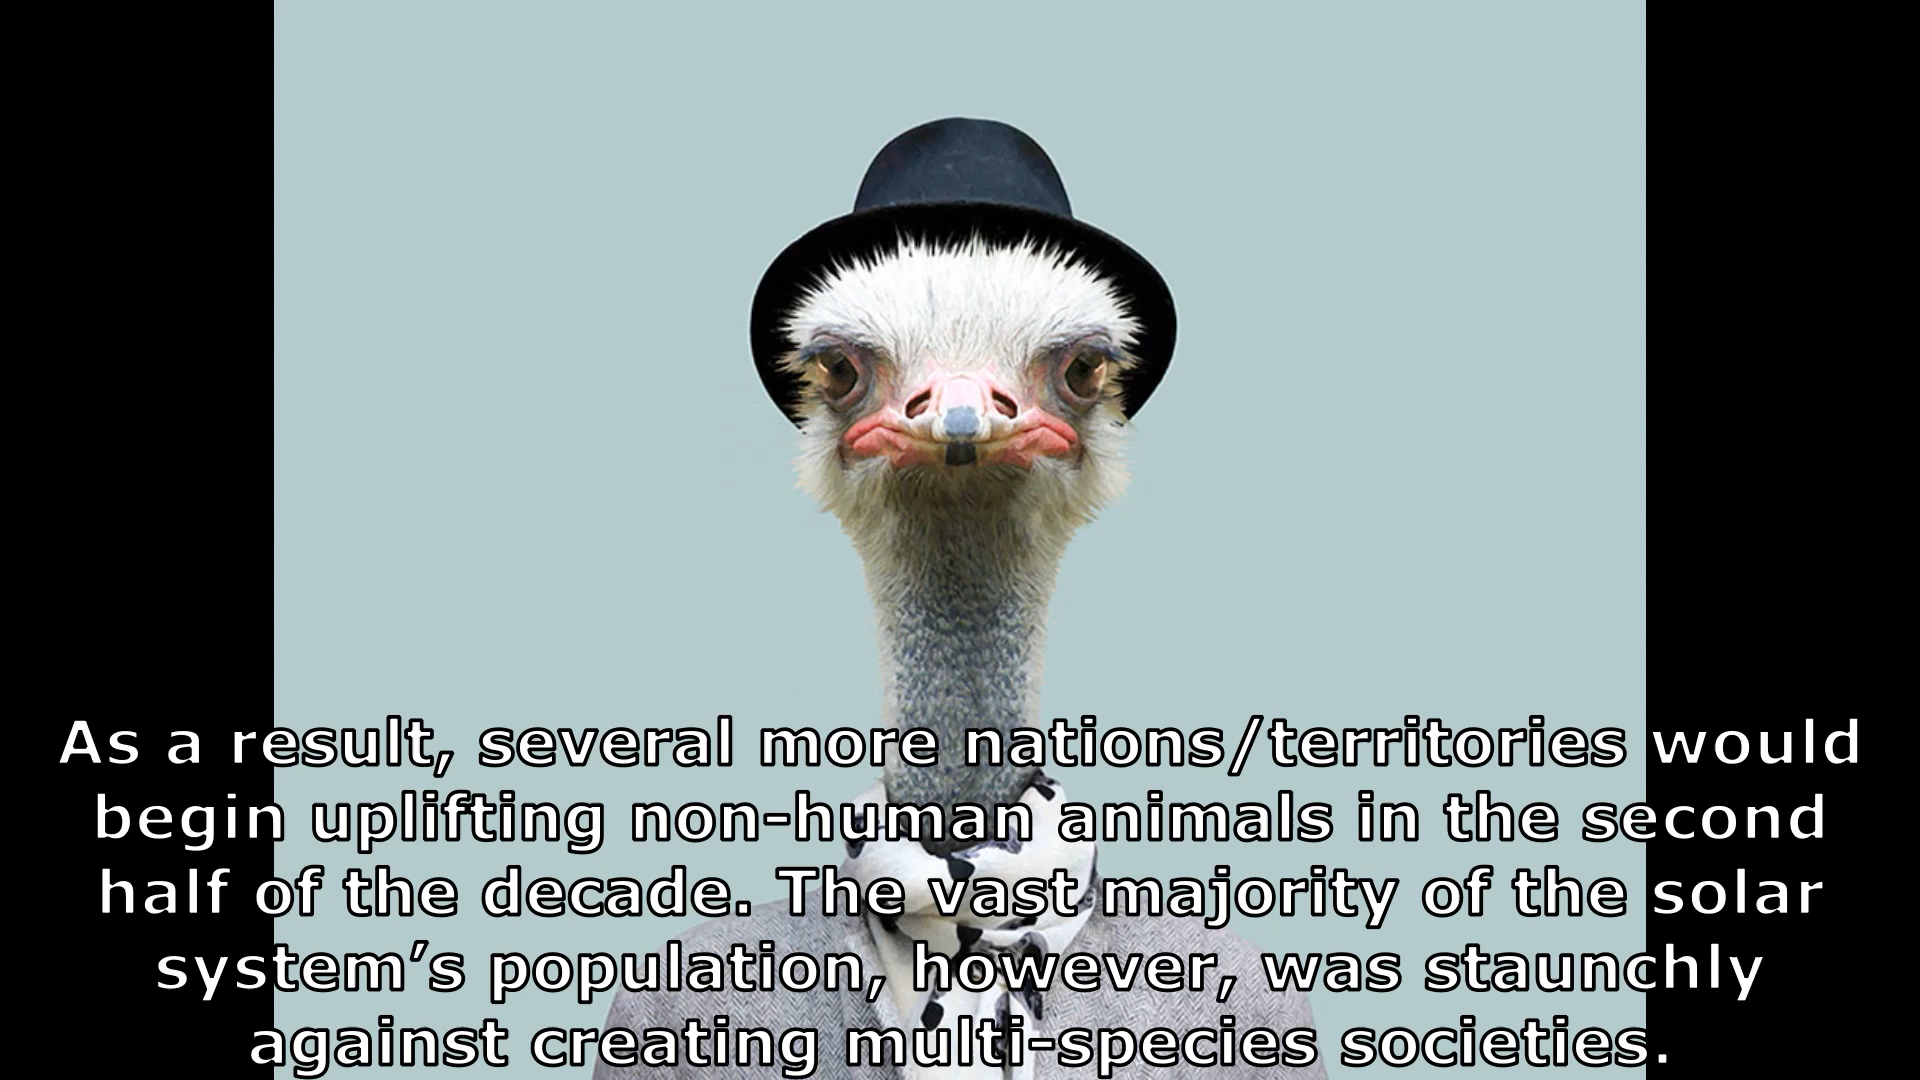 As a result, several more nations/territories would
begin uplifting non-human animals in the second
half of the decade. The vast majority of the solar
system’s population, however, was staunchly
against creating multi-species societies.